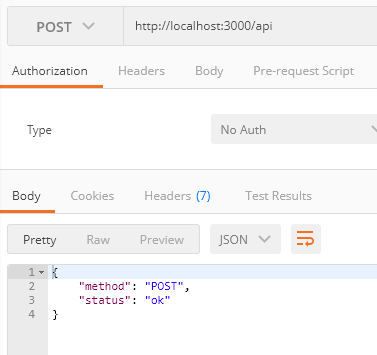 POST http://localhost:3000/api
Authorization Headers Body Pre-request Script
Type No Auth
Body Cookies Headers (7) Test Results
Pretty Raw Preview JSON
1 {
2 "method": "POST",
3 "status": "ok"
4 }